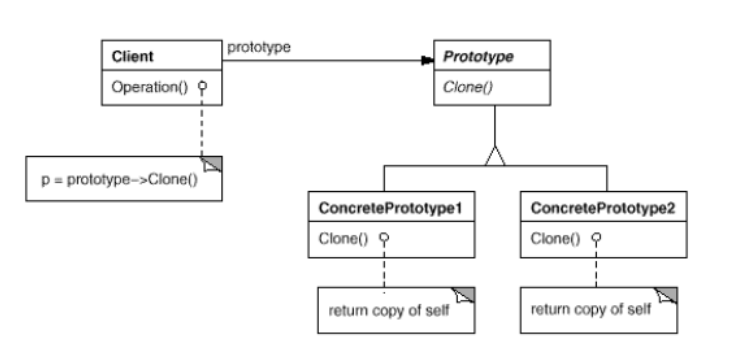 prototype
Client
Operation()
Prototype
Clone()
p = prototype->Clone()
ConcretePrototype1
Clone()
ConcretePrototype2
Clone()
return copy of self
return copy of self